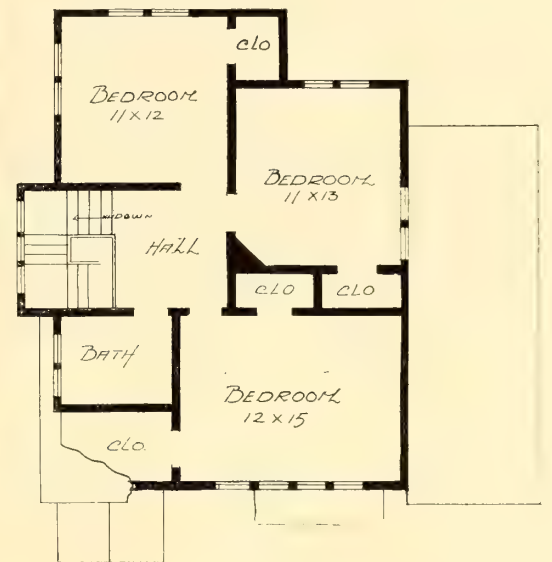 CLO
BEDROOM
11 X 12
BEDROOM
11 X 13
DOWN
HALL
CLO
CLO
BATH
BEDROOM
12 X 15
CLO.